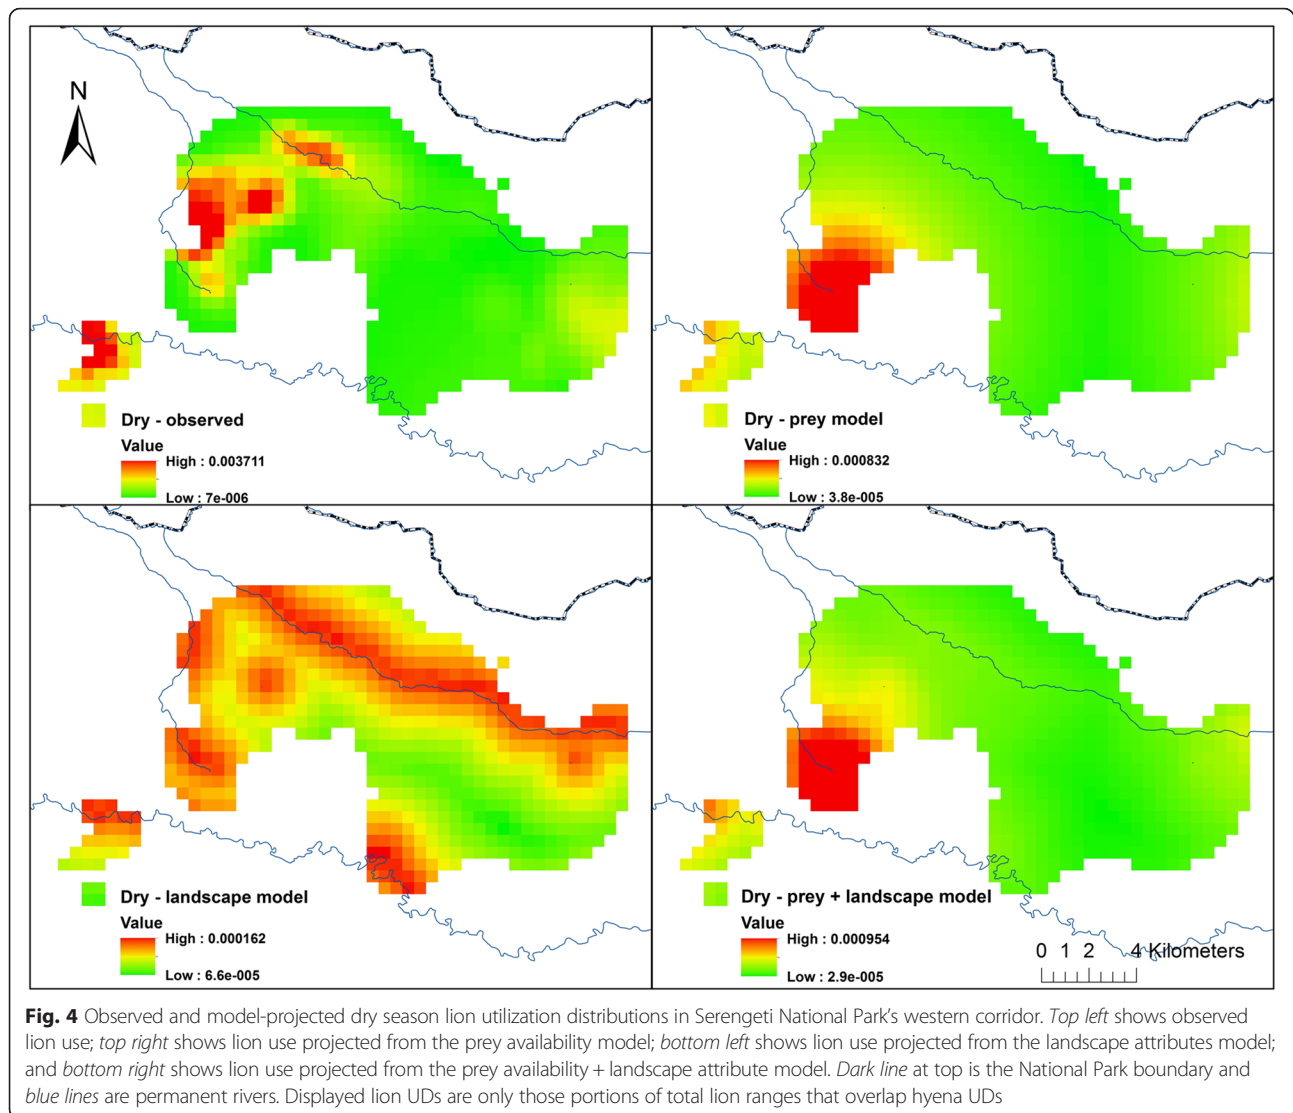 N
Dry - observed
Value
High : 0.003711
Low : 7e-006
Dry - prey model
Value
High : 0.000832
Low : 3.8e-005
Dry - landscape model
Value
High : 0.000162
Low : 6.6e-005
Dry - prey + landscape model
Value
High : 0.000954
Low : 2.9e-005
0 1 2 4 Kilometers
Fig. 4 Observed and model-projected dry season lion utilization distributions in Serengeti National Park's western corridor. Top left shows observed
lion use; top right shows lion use projected from the prey availability model; bottom left shows lion use projected from the landscape attributes model;
and bottom right shows lion use projected from the prey availability + landscape attribute model. Dark line at top is the National Park boundary and
blue lines are permanent rivers. Displayed lion UDs are only those portions of total lion ranges that overlap hyena UDs